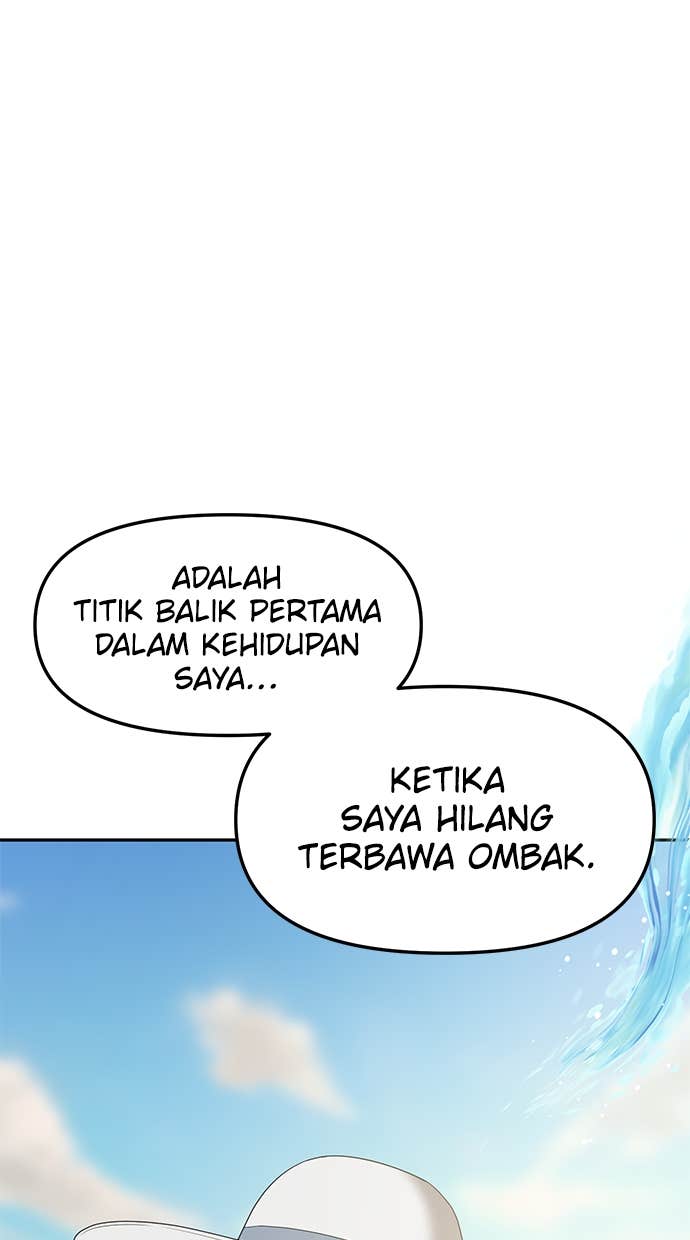 ADALAH
TITIK BALIK PERTAMA
DALAM KEHIDUPAN
SAYA...
KETIKA
SAYA HILANG
TERBAWA OMBAK.